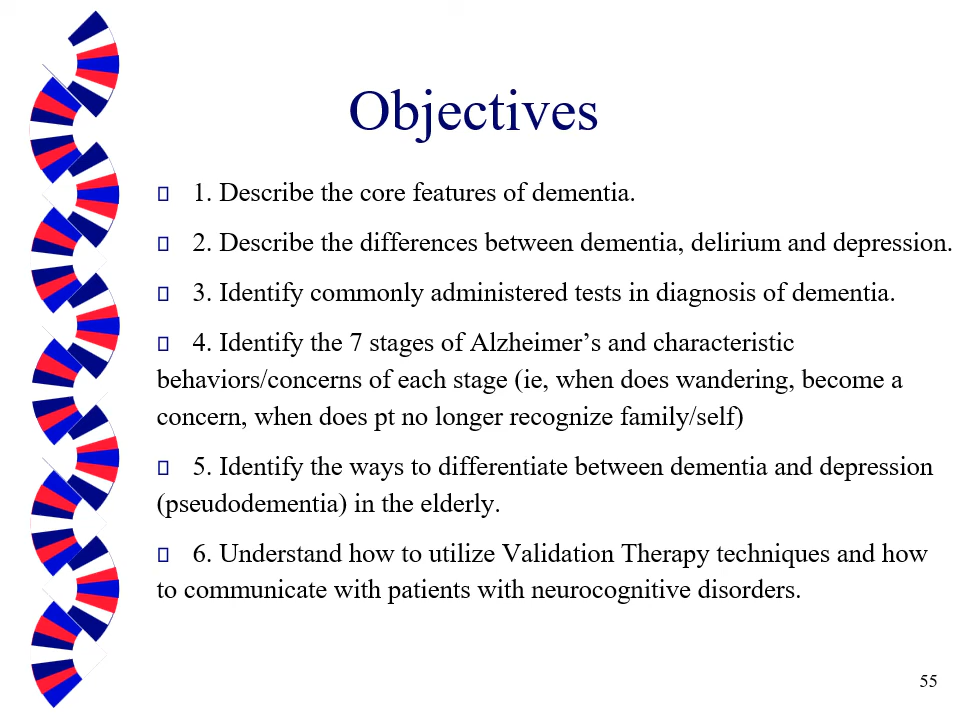 Objectives
1. Describe the core features of dementia.
2. Describe the differences between dementia, delirium and depression.
3. Identify commonly administered tests in diagnosis of dementia.
4. Identify the 7 stages of Alzheimer’s and characteristic
behaviors/concerns of each stage (ie, when does wandering, become a
concern, when does pt no longer recognize family/self)
5. Identify the ways to differentiate between dementia and depression
(pseudodementia) in the elderly.
6. Understand how to utilize Validation Therapy techniques and how
to communicate with patients with neurocognitive disorders.
55